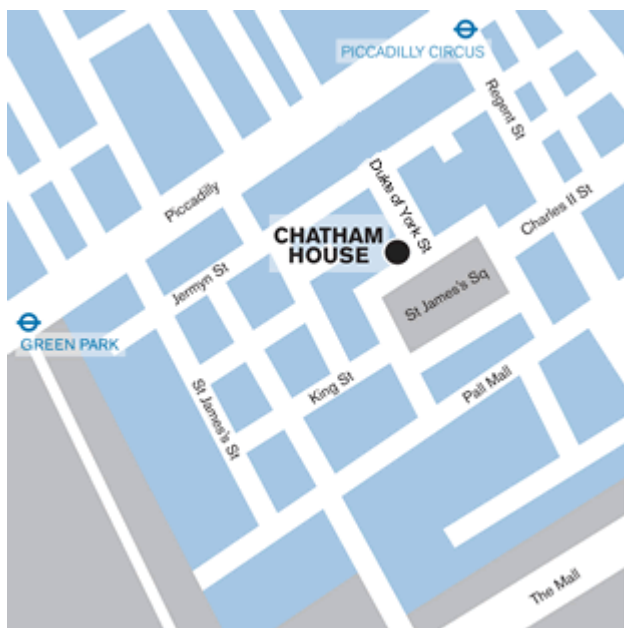 PICCADILLY CIRCUS
Regent St
Duke of York St
Piccadilly
Charles II St
CHATHAM
HOUSE
Jermyn St
St James's Sq
GREEN PARK
King St
Pall Mall
St James's St
The Mall